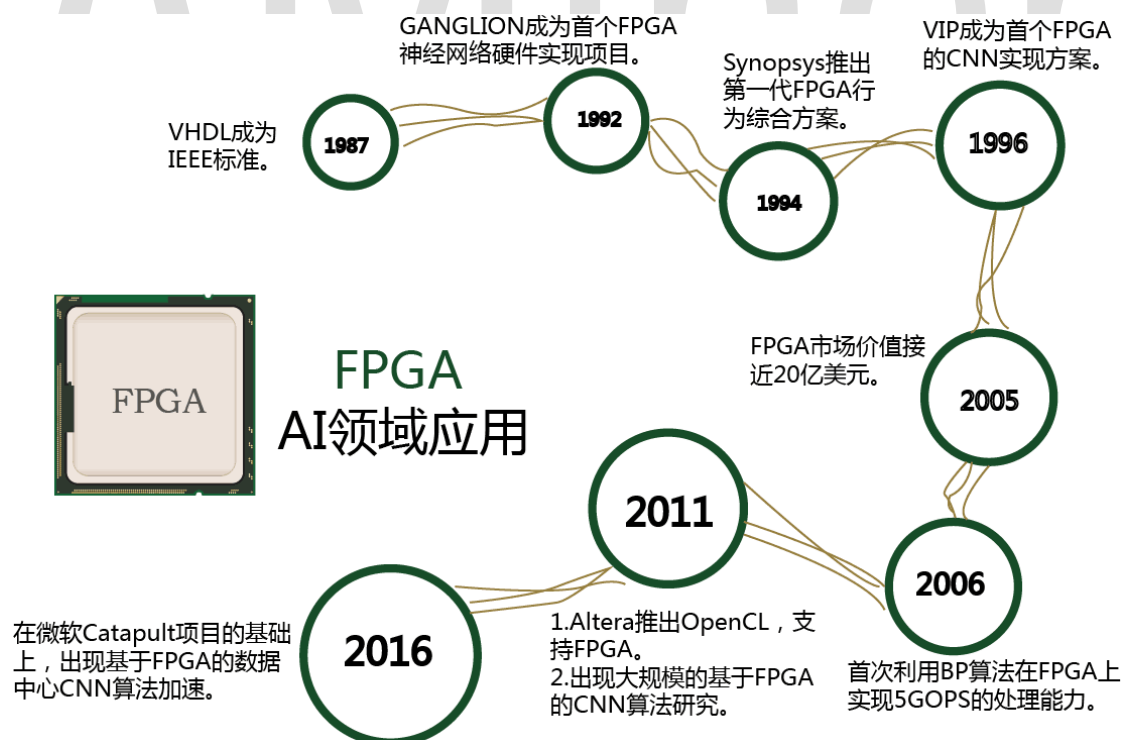 GANGLION成为首个FPGA
神经网络硬件实现项目。
VIP成为首个FPGA
的CNN实现方案。
Synopsys推出
第一代FPGA行
为综合方案。
VHDL成为
IEEE标准。
1987
1992
1994
1996
FPGA市场价值接
近20亿美元。
2005
FPGA
FPGA
AI领域应用
2011
2006
2016
在微软Catapult项目的基础
上，出现基于FPGA的数据
中心CNN算法加速。
1.Altera推出OpenCL，支
持FPGA。
2.出现大规模的基于FPGA
的CNN算法研究。
首次利用BP算法在FPGA上
实现5GOPS的处理能力。